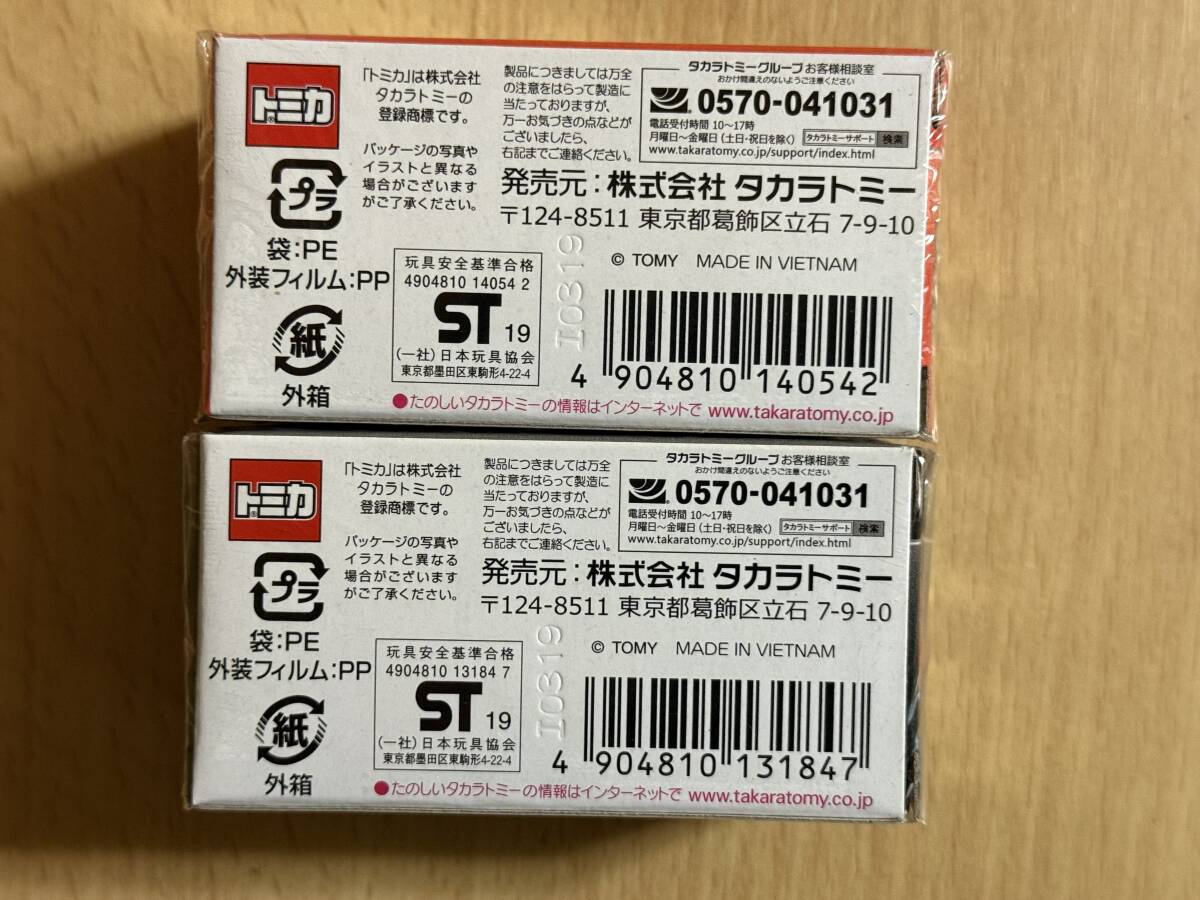 トミカ
「トミカ」は株式会社
タカラトミーの
登録商標です。
パッケージの写真や
イラストと異なる
場合がございます
がご了承ください。
製品につきましては万全
の注意をはらって製造に
当たっておりますが、
万一お気づきの点などが
ございましたら、
右記までご連絡ください。
タカラトミーグループお客様相談室
おかけ間違えのないようご注意ください
0570-041031
電話受付時間 10〜17時
月曜日〜金曜日(土日・祝日を除く) タカラトミーサポート 検索
www.takaratomy.co.jp/support/index.html
発売元:株式会社 タカラトミー
〒124-8511 東京都葛飾区立石 7-9-10
プラ
袋:PE
外装フィルム:PP
紙
外箱
玩具安全基準合格
4904810 14054 2
ST 19
(一社)日本玩具協会
東京都墨田区東駒形4-22-4
I0319
© TOMY MADE IN VIETNAM
4 904810 140542
●たのしいタカラトミーの情報はインターネットで www.takaratomy.co.jp
トミカ
「トミカ」は株式会社
タカラトミーの
登録商標です。
パッケージの写真や
イラストと異なる
場合がございます
がご了承ください。
製品につきましては万全
の注意をはらって製造に
当たっておりますが、
万一お気づきの点などが
ございましたら、
右記までご連絡ください。
タカラトミーグループお客様相談室
おかけ間違えのないようご注意ください
0570-041031
電話受付時間 10〜17時
月曜日〜金曜日(土日・祝日を除く) タカラトミーサポート 検索
www.takaratomy.co.jp/support/index.html
発売元:株式会社 タカラトミー
〒124-8511 東京都葛飾区立石 7-9-10
プラ
袋:PE
外装フィルム:PP
紙
外箱
玩具安全基準合格
4904810 13184 7
ST 19
(一社)日本玩具協会
東京都墨田区東駒形4-22-4
I0319
© TOMY MADE IN VIETNAM
4 904810 131847
●たのしいタカラトミーの情報はインターネットで www.takaratomy.co.jp